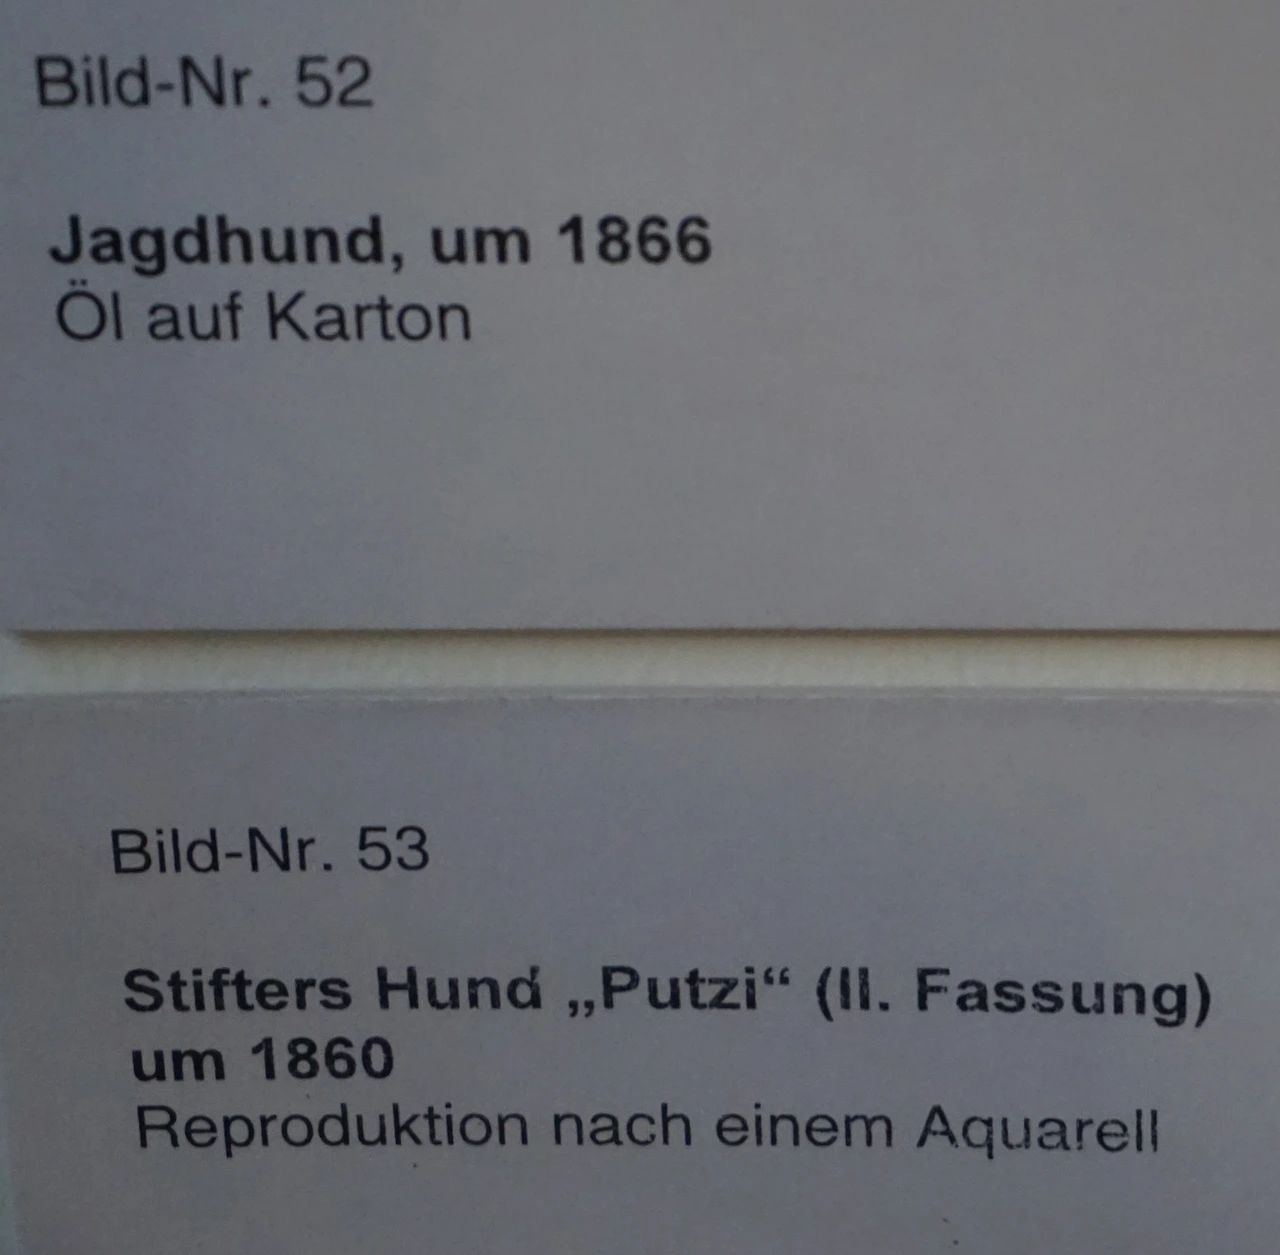 Bild-Nr. 52
Jagdhund, um 1866
Öl auf Karton
Bild-Nr. 53
Stifters Hund „Putzi“ (II. Fassung)
um 1860
Reproduktion nach einem Aquarell